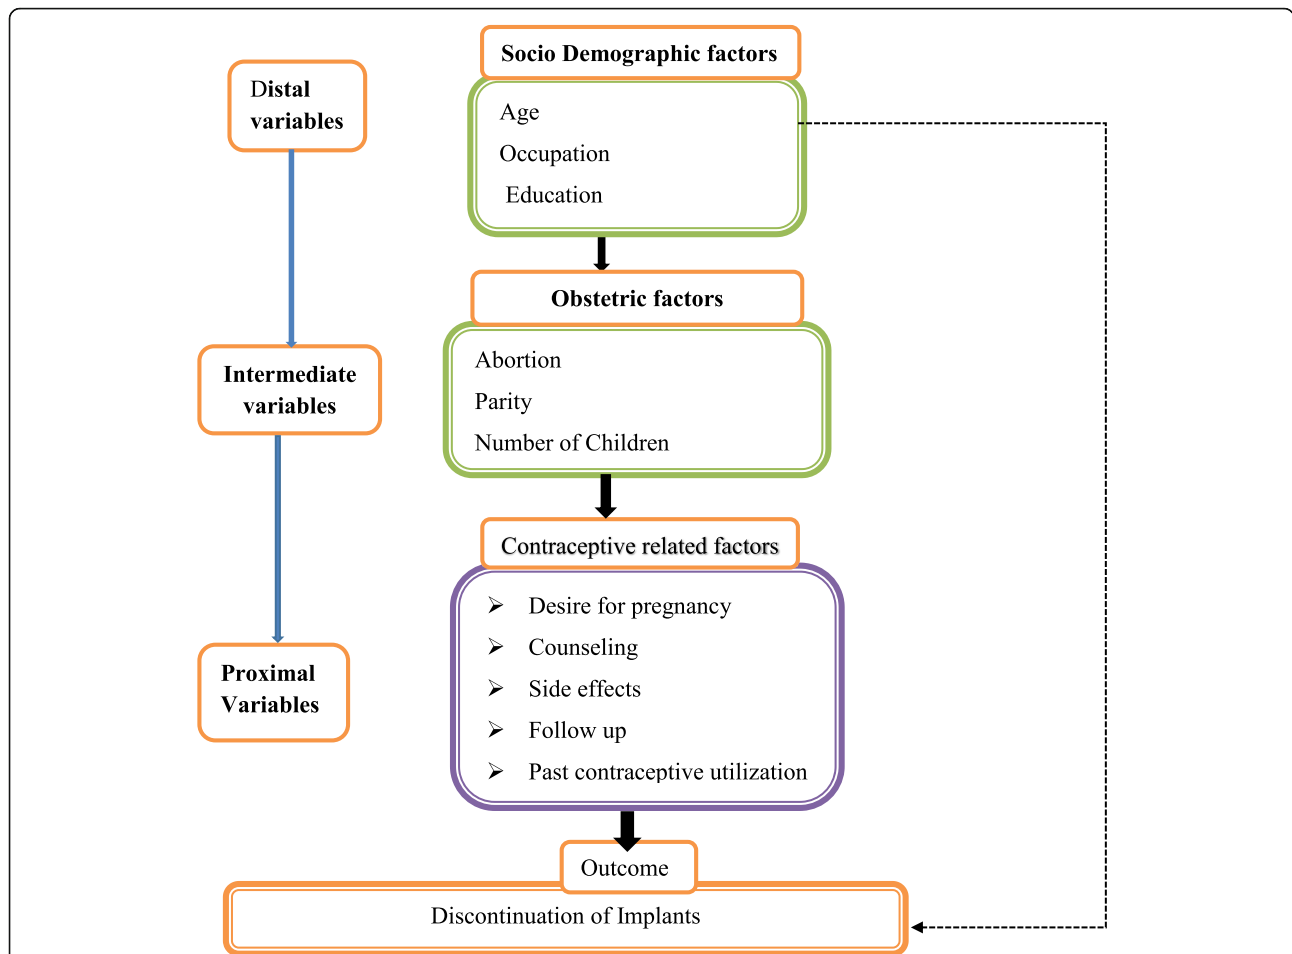 Socio Demographic factors
Distal
variables
Age
Occupation
Education
Obstetric factors
Intermediate
variables
Abortion
Parity
Number of Children
Contraceptive related factors
Proximal
Variables
Desire for pregnancy
Counseling
Side effects
Follow up
Past contraceptive utilization
Outcome
Discontinuation of Implants